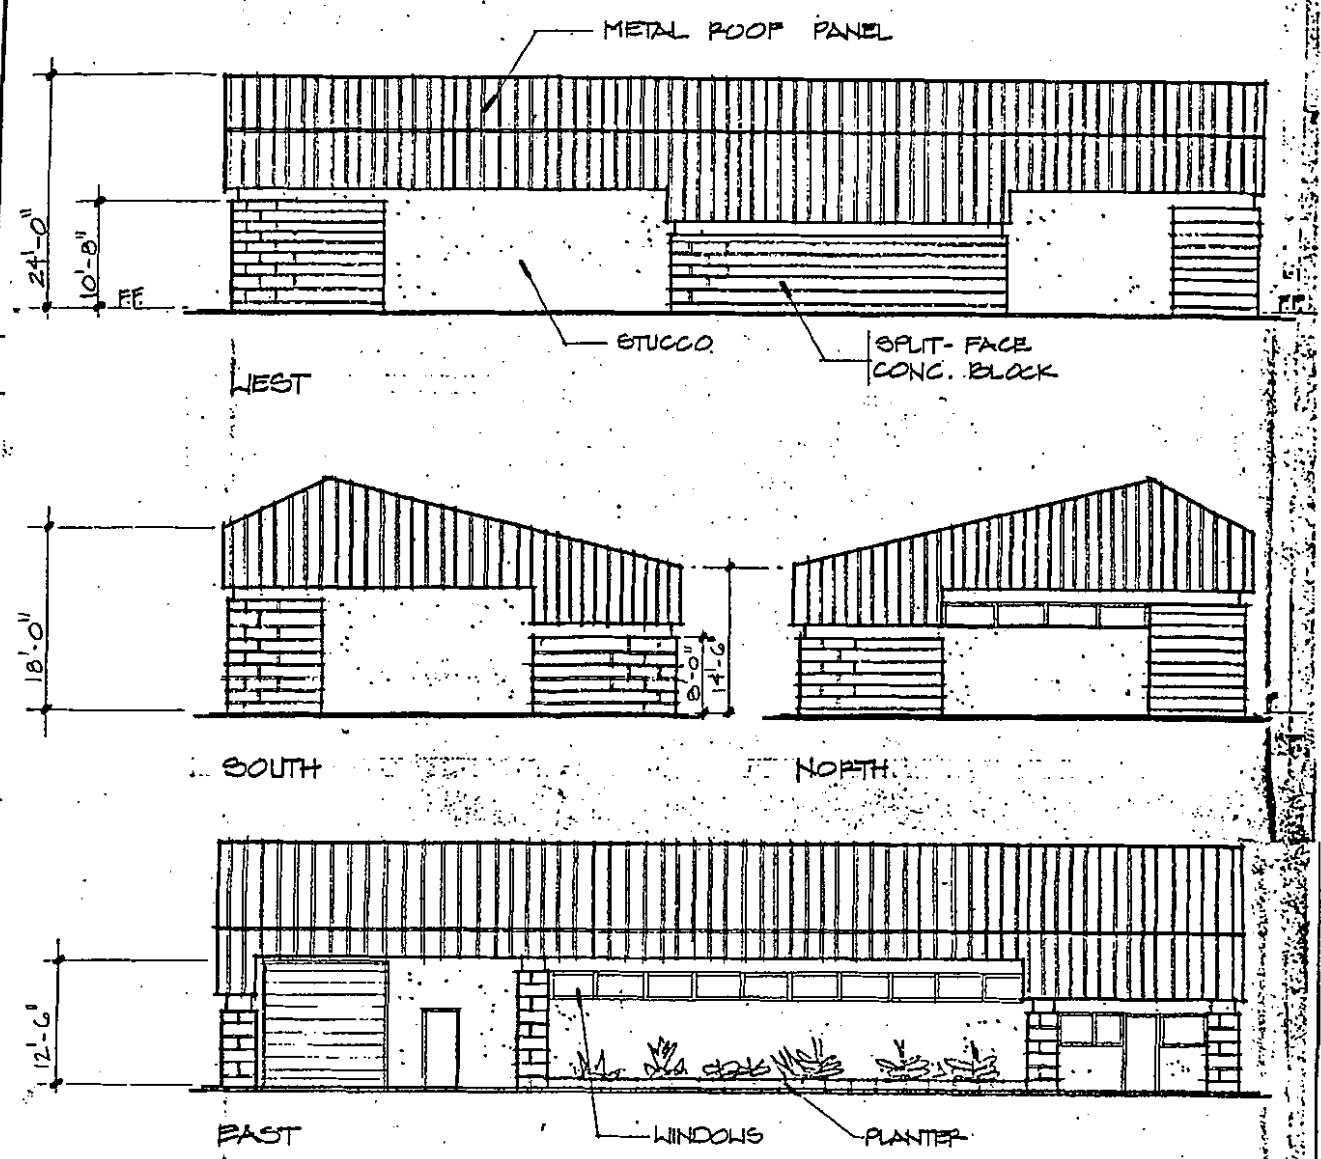 METAL ROOF PANEL
24'-0"
10'-8"
F.F.
F.F.
STUCCO
SPLIT-FACE
CONC. BLOCK
WEST
18'-0"
8'-0"
14'-6"
SOUTH
NORTH
12'-6"
EAST
WINDOWS
PLANTER